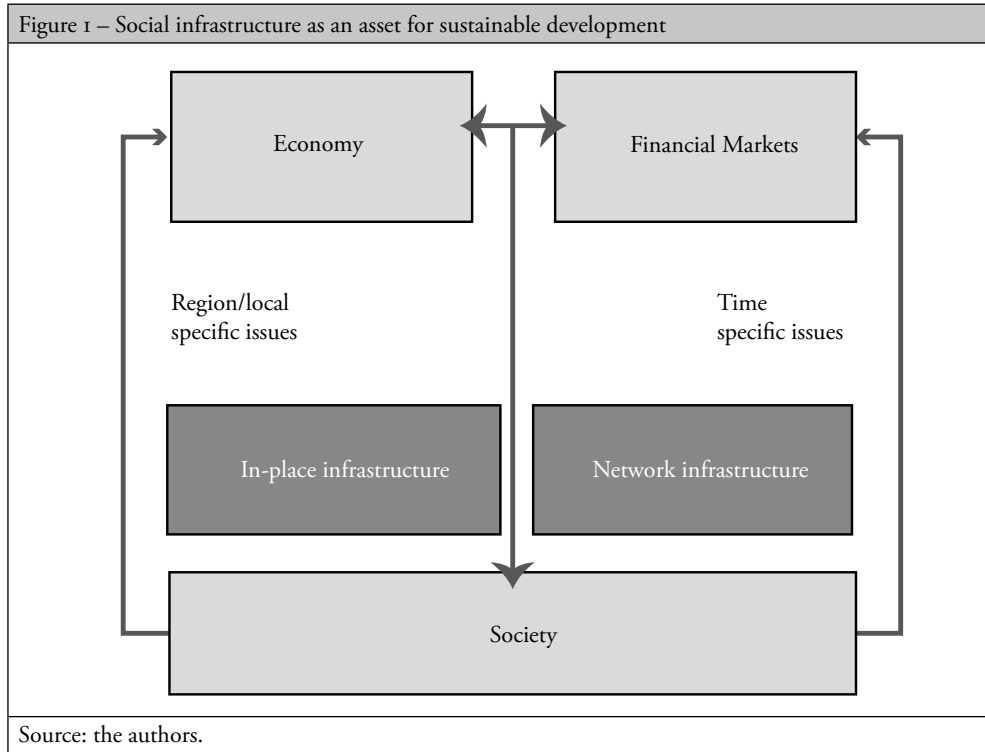 Figure 1 – Social infrastructure as an asset for sustainable development
Economy
Financial Markets
Region/local
specific issues
Time
specific issues
In-place infrastructure
Network infrastructure
Society
Source: the authors.